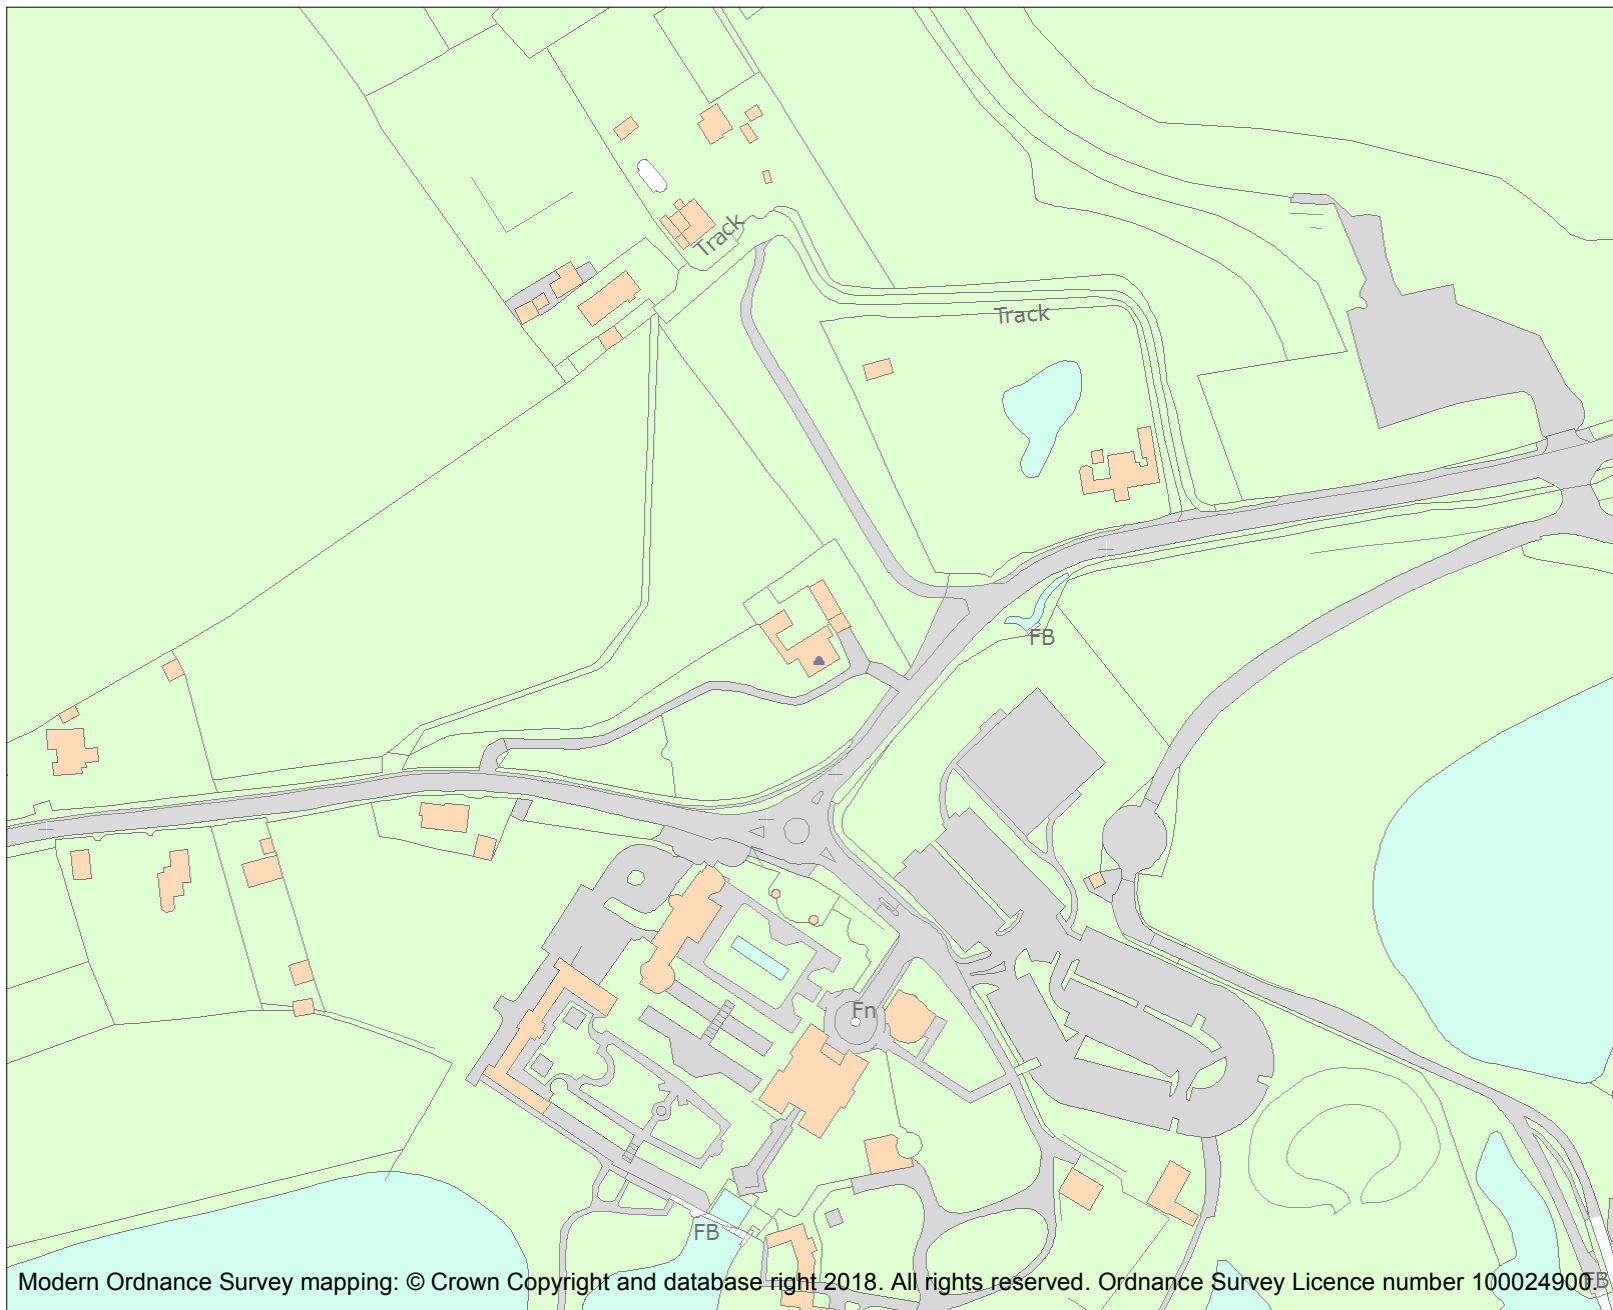 Track
Track
FB
Fn
FB
Modern Ordnance Survey mapping: © Crown Copyright and database right 2018. All rights reserved. Ordnance Survey Licence number 100024900.
FB